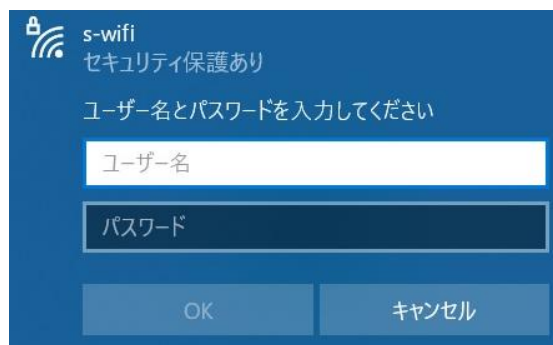 s-wifi
セキュリティ保護あり
ユーザー名とパスワードを入力してください
ユーザー名
パスワード
OK
キャンセル